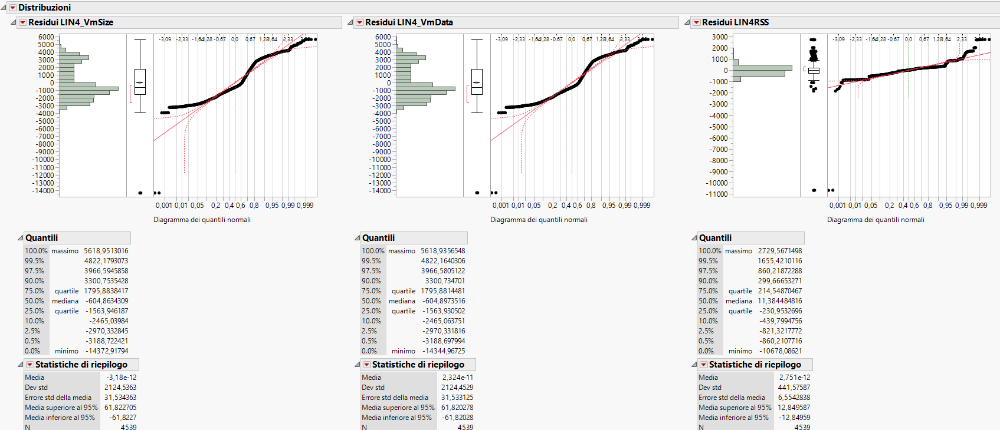 Distribuzioni
Residui LIN4_VmSize
6000
5000
4000
3000
2000
1000
0
-1000
-2000
-3000
-4000
-5000
-6000
-7000
-8000
-9000
-10000
-11000
-12000
-13000
-14000
-3,09 -2,33 -1,64 -1,28 -0,67 0,0 0,67 1,28 1,64 2,33
0,001 0,01 0,05 0,2 0,4 0,6 0,8 0,95 0,99 0,999
Diagramma dei quantili normali
Quantili
100.0% massimo 5618,9513016
99.5% 4822,1793073
97.5% 3966,5945858
90.0% 3300,7535428
75.0% quartile 1795,8838417
50.0% mediana -604,8634309
25.0% quartile -1563,946187
10.0% -2465,03984
2.5% -2970,332845
0.5% -3188,722421
0.0% minimo -14372,91794
Statistiche di riepilogo
Media -3,18e-12
Dev std 2124,5363
Errore std della media 31,534363
Media superiore al 95% 61,822705
Media inferiore al 95% -61,8227
N 4539
Residui LIN4_VmData
6000
5000
4000
3000
2000
1000
0
-1000
-2000
-3000
-4000
-5000
-6000
-7000
-8000
-9000
-10000
-11000
-12000
-13000
-14000
-3,09 -2,33 -1,64 -1,28 -0,67 0,0 0,67 1,28 1,64 2,33
0,001 0,01 0,05 0,2 0,4 0,6 0,8 0,95 0,99 0,999
Diagramma dei quantili normali
Quantili
100.0% massimo 5618,9356548
99.5% 4822,1640306
97.5% 3966,5805122
90.0% 3300,734701
75.0% quartile 1795,8814481
50.0% mediana -604,8973516
25.0% quartile -1563,930502
10.0% -2465,063751
2.5% -2970,331816
0.5% -3188,697994
0.0% minimo -14344,96725
Statistiche di riepilogo
Media 2,324e-11
Dev std 2124,4529
Errore std della media 31,533125
Media superiore al 95% 61,820278
Media inferiore al 95% -61,82028
N 4539
Residui LIN4RSS
3000
2000
1000
0
-1000
-2000
-3000
-4000
-5000
-6000
-7000
-8000
-9000
-10000
-11000
-3,09 -2,33 -1,64 -1,28 -0,67 0,0 0,67 1,28 1,64 2,33
0,001 0,01 0,05 0,2 0,4 0,6 0,8 0,95 0,99 0,999
Diagramma dei quantili normali
Quantili
100.0% massimo 2729,5671498
99.5% 1655,4210116
97.5% 860,21872288
90.0% 299,66653271
75.0% quartile 214,54870467
50.0% mediana 11,384484816
25.0% quartile -230,9532696
10.0% -439,7994756
2.5% -821,3217772
0.5% -860,2107716
0.0% minimo -10678,08621
Statistiche di riepilogo
Media 2,751e-12
Dev std 441,57587
Errore std della media 6,5542838
Media superiore al 95% 12,849587
Media inferiore al 95% -12,84959
N 4539